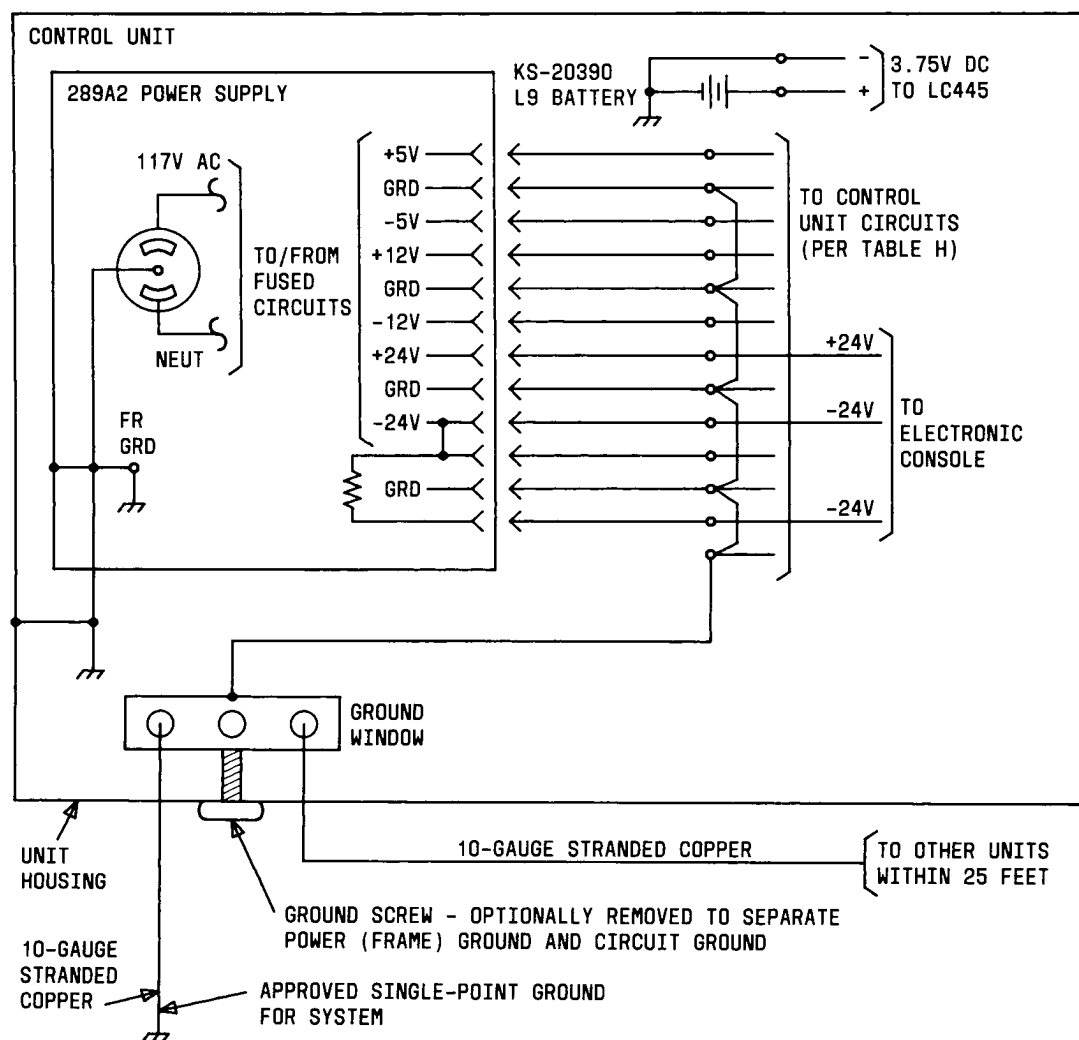 CONTROL UNIT
289A2 POWER SUPPLY
117V AC
NEUT
TO/FROM
FUSED
CIRCUITS
FR
GRD
+5V
GRD
-5V
+12V
GRD
-12V
+24V
GRD
-24V
GRD
KS-20390
L9 BATTERY
-
+
3.75V DC
TO LC445
TO CONTROL
UNIT CIRCUITS
(PER TABLE H)
+24V
-24V
-24V
TO
ELECTRONIC
CONSOLE
GROUND
WINDOW
UNIT
HOUSING
10-GAUGE STRANDED COPPER
TO OTHER UNITS
WITHIN 25 FEET
GROUND SCREW - OPTIONALLY REMOVED TO SEPARATE
POWER (FRAME) GROUND AND CIRCUIT GROUND
10-GAUGE
STRANDED
COPPER
APPROVED SINGLE-POINT GROUND
FOR SYSTEM